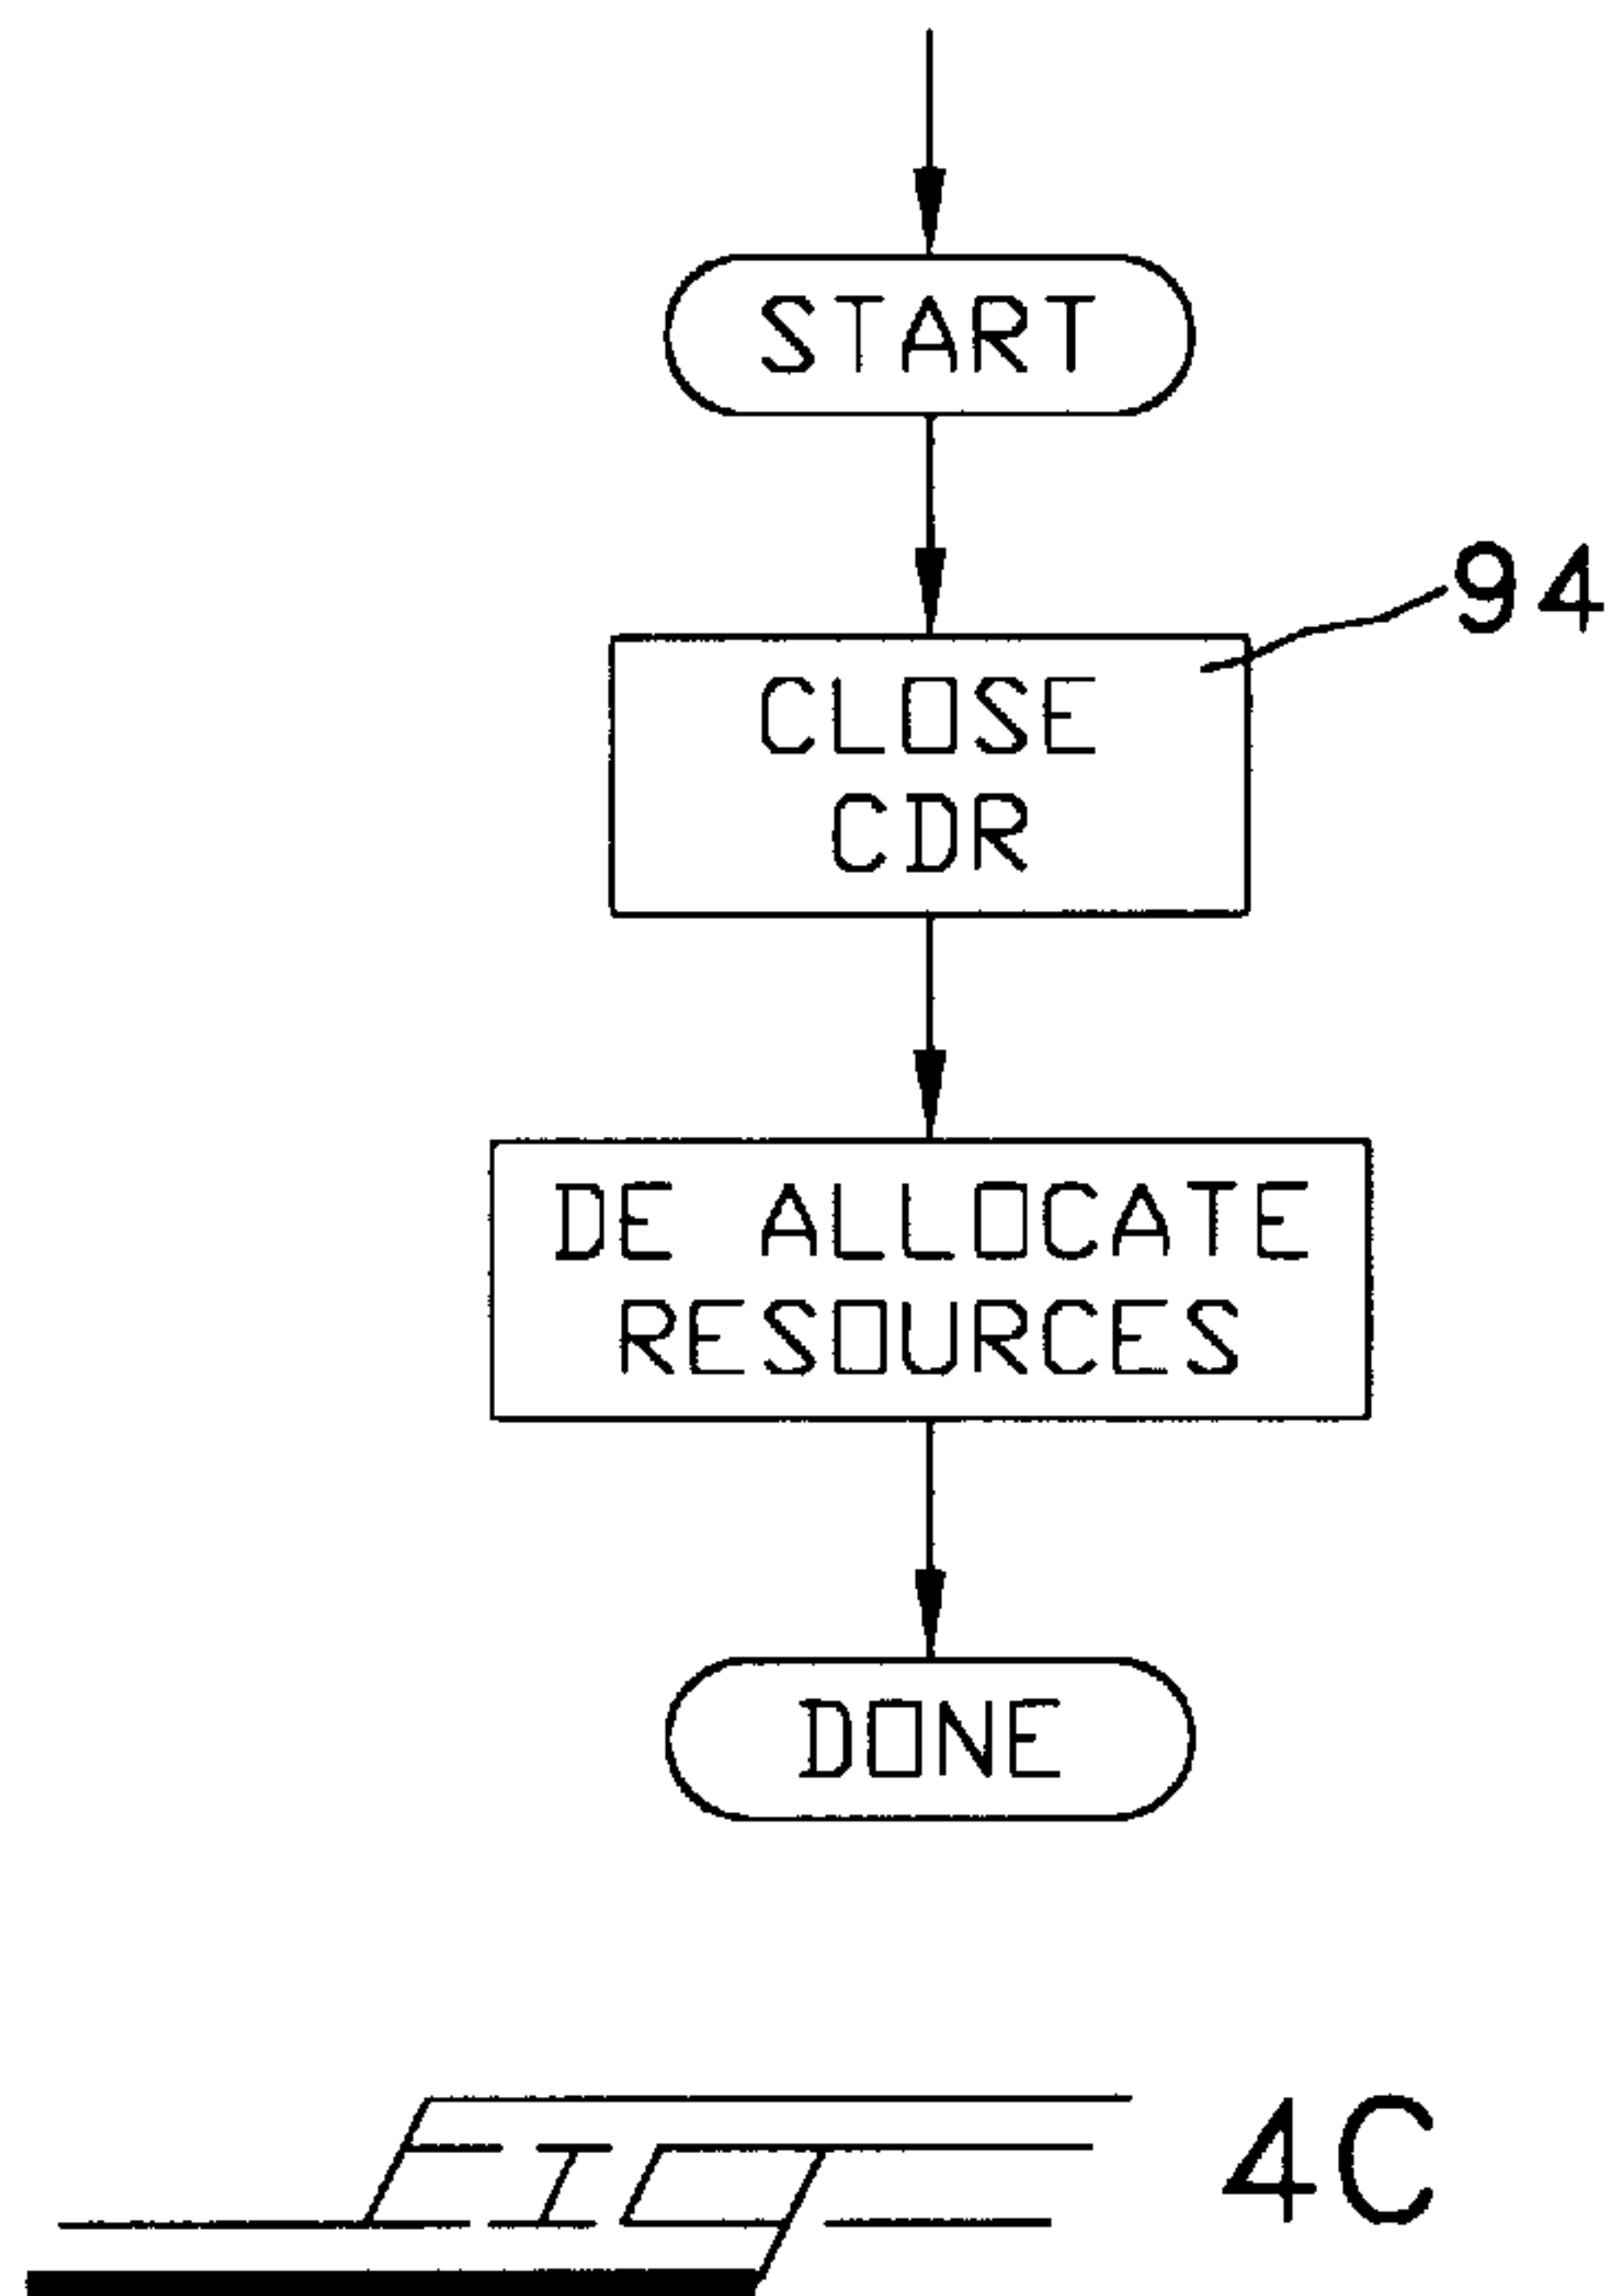 START
94
CLOSE
CDR
DE ALLOCATE
RESOURCES
DONE
FIG 4C